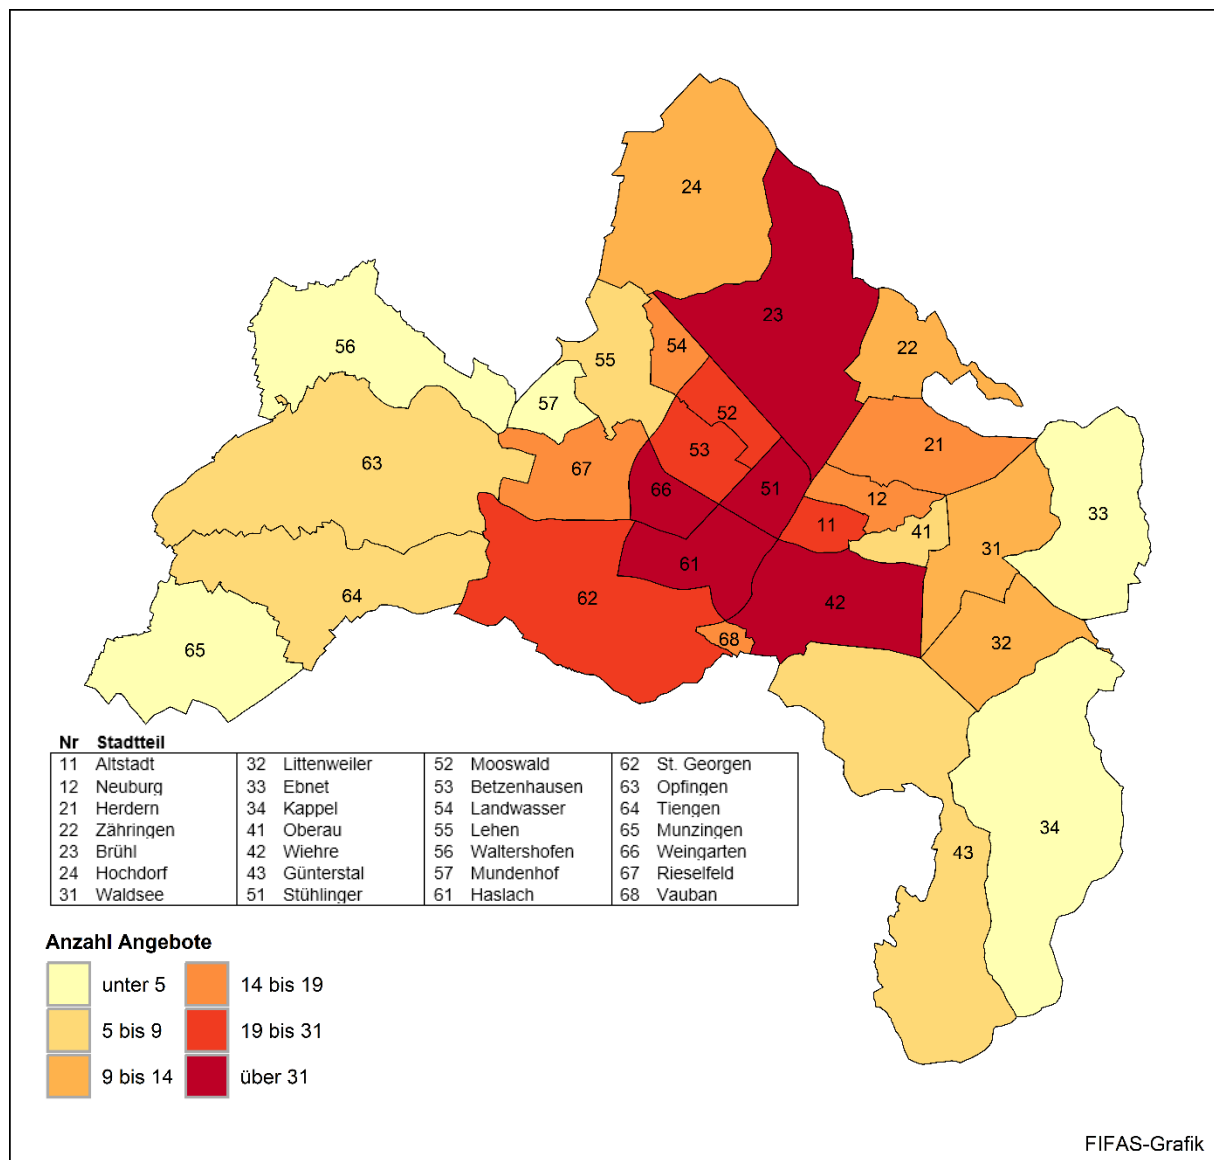 24
23
56
55
54
22
57
52
53
21
63
67
66
51
12
11
41
33
31
61
64
62
42
68
32
65
34
43
Nr Stadtteil
11 Altstadt 32 Littenweiler 52 Mooswald 62 St. Georgen
12 Neuburg 33 Ebnet 53 Betzenhausen 63 Opfingen
21 Herdern 34 Kappel 54 Landwasser 64 Tiengen
22 Zähringen 41 Oberau 55 Lehen 65 Munzingen
23 Brühl 42 Wiehre 56 Waltershofen 66 Weingarten
24 Hochdorf 43 Günterstal 57 Mundenhof 67 Rieselfeld
31 Waldsee 51 Stühlinger 61 Haslach 68 Vauban
Anzahl Angebote
unter 5 14 bis 19
5 bis 9 19 bis 31
9 bis 14 über 31
FIFAS-Grafik